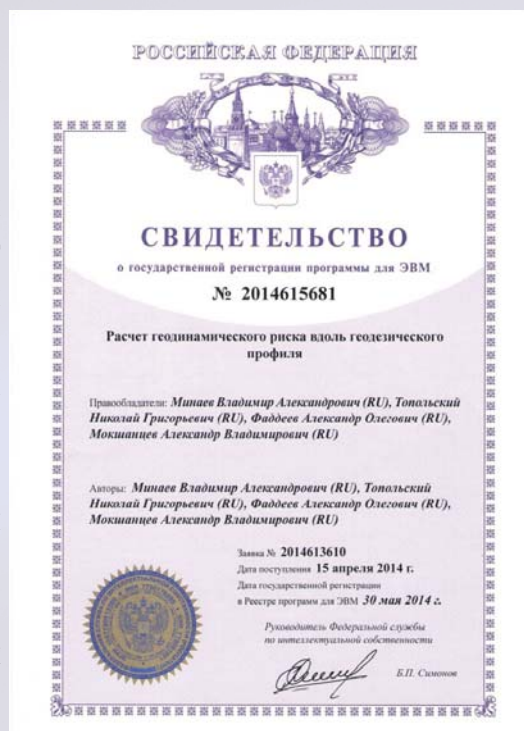 РОССИЙСКАЯ ФЕДЕРАЦИЯ
СВИДЕТЕЛЬСТВО
о государственной регистрации программы для ЭВМ
№ 2014615681
Расчет геодинамического риска вдоль геодезического
профиля
Правообладатели: Минаев Владимир Александрович (RU), Топольский
Николай Григорьевич (RU), Фаддеев Александр Олегович (RU),
Мокшанцев Александр Владимирович (RU)
Авторы: Минаев Владимир Александрович (RU), Топольский
Николай Григорьевич (RU), Фаддеев Александр Олегович (RU),
Мокшанцев Александр Владимирович (RU)
Заявка № 2014613610
Дата поступления 15 апреля 2014 г.
Дата государственной регистрации
в Реестре программ для ЭВМ 30 мая 2014 г.
Руководитель Федеральной службы
по интеллектуальной собственности
Б.П. Симонов